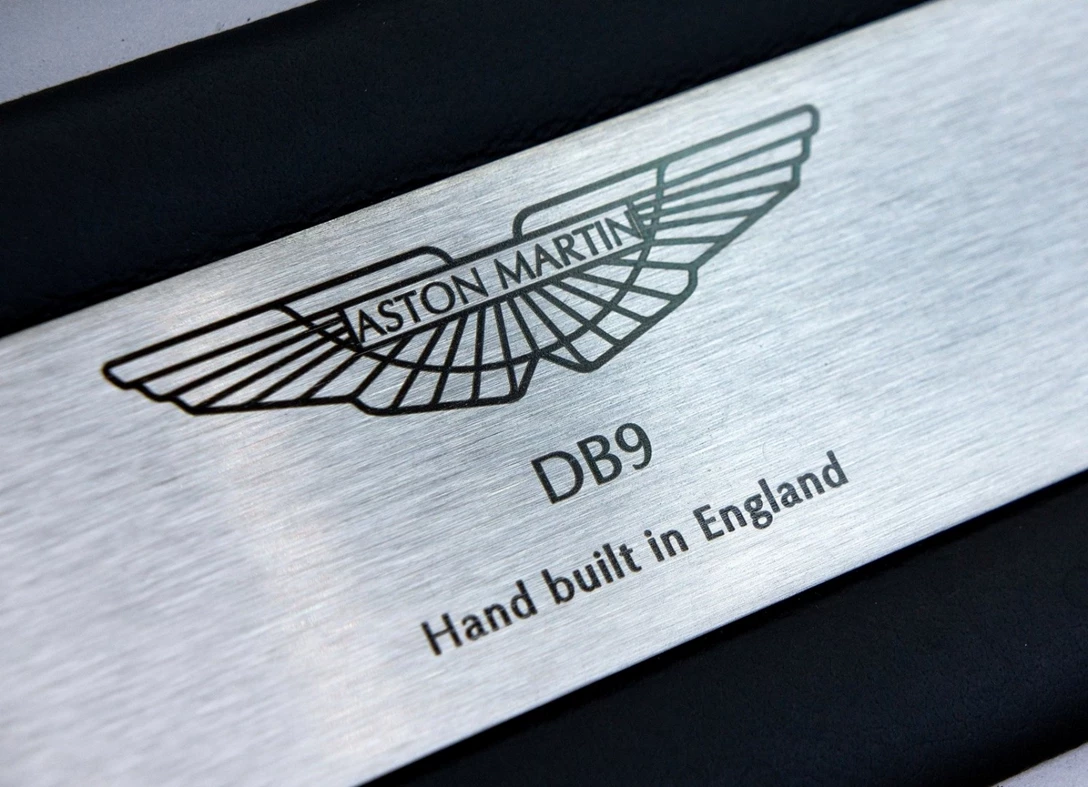 ASTON MARTIN
DB9
Hand built in England